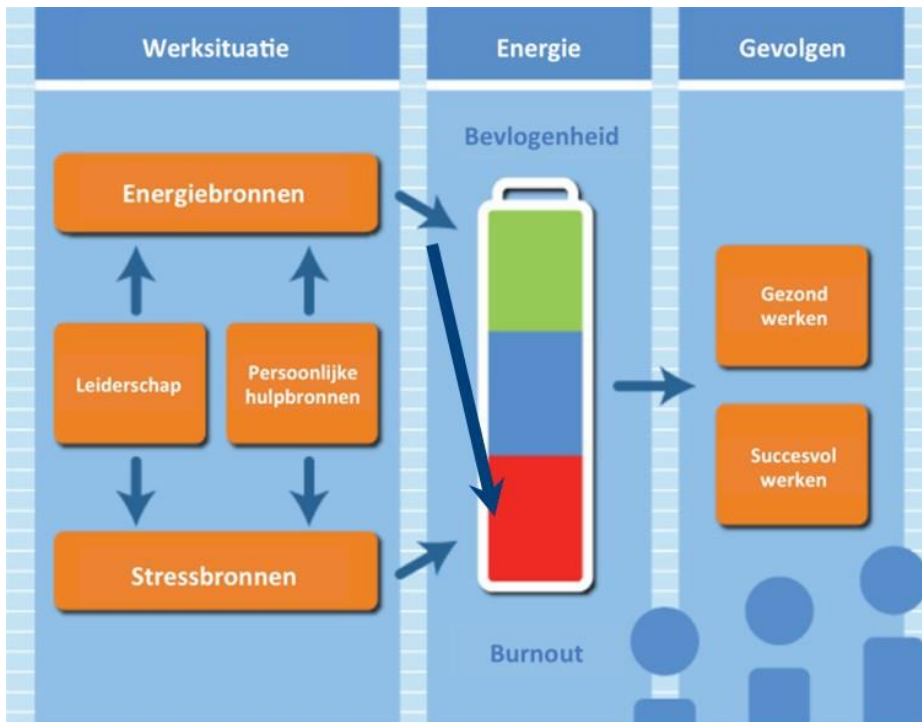 Werksituatie
Energie
Gevolgen
Bevlogenheid
Energiebronnen
Leiderschap
Persoonlijke
hulpbronnen
Stressbronnen
Burnout
Gezond
werken
Succesvol
werken